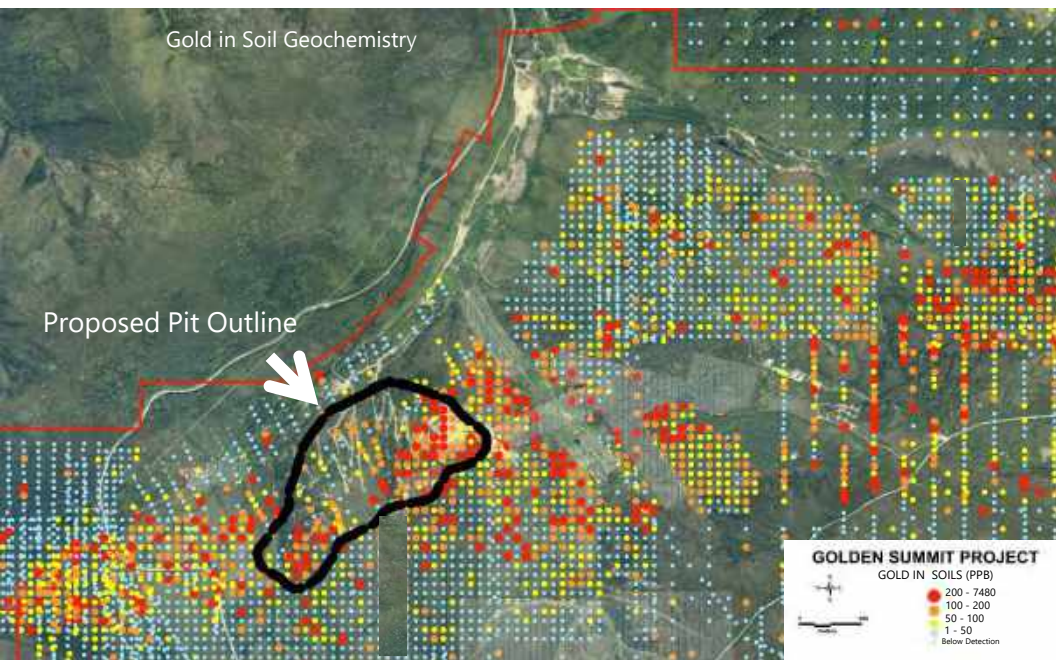 Gold in Soil Geochemistry
Proposed Pit Outline
GOLDEN SUMMIT PROJECT
GOLD IN SOILS (PPB)
200 - 7480
100 - 200
50 - 100
1 - 50
Below Detection